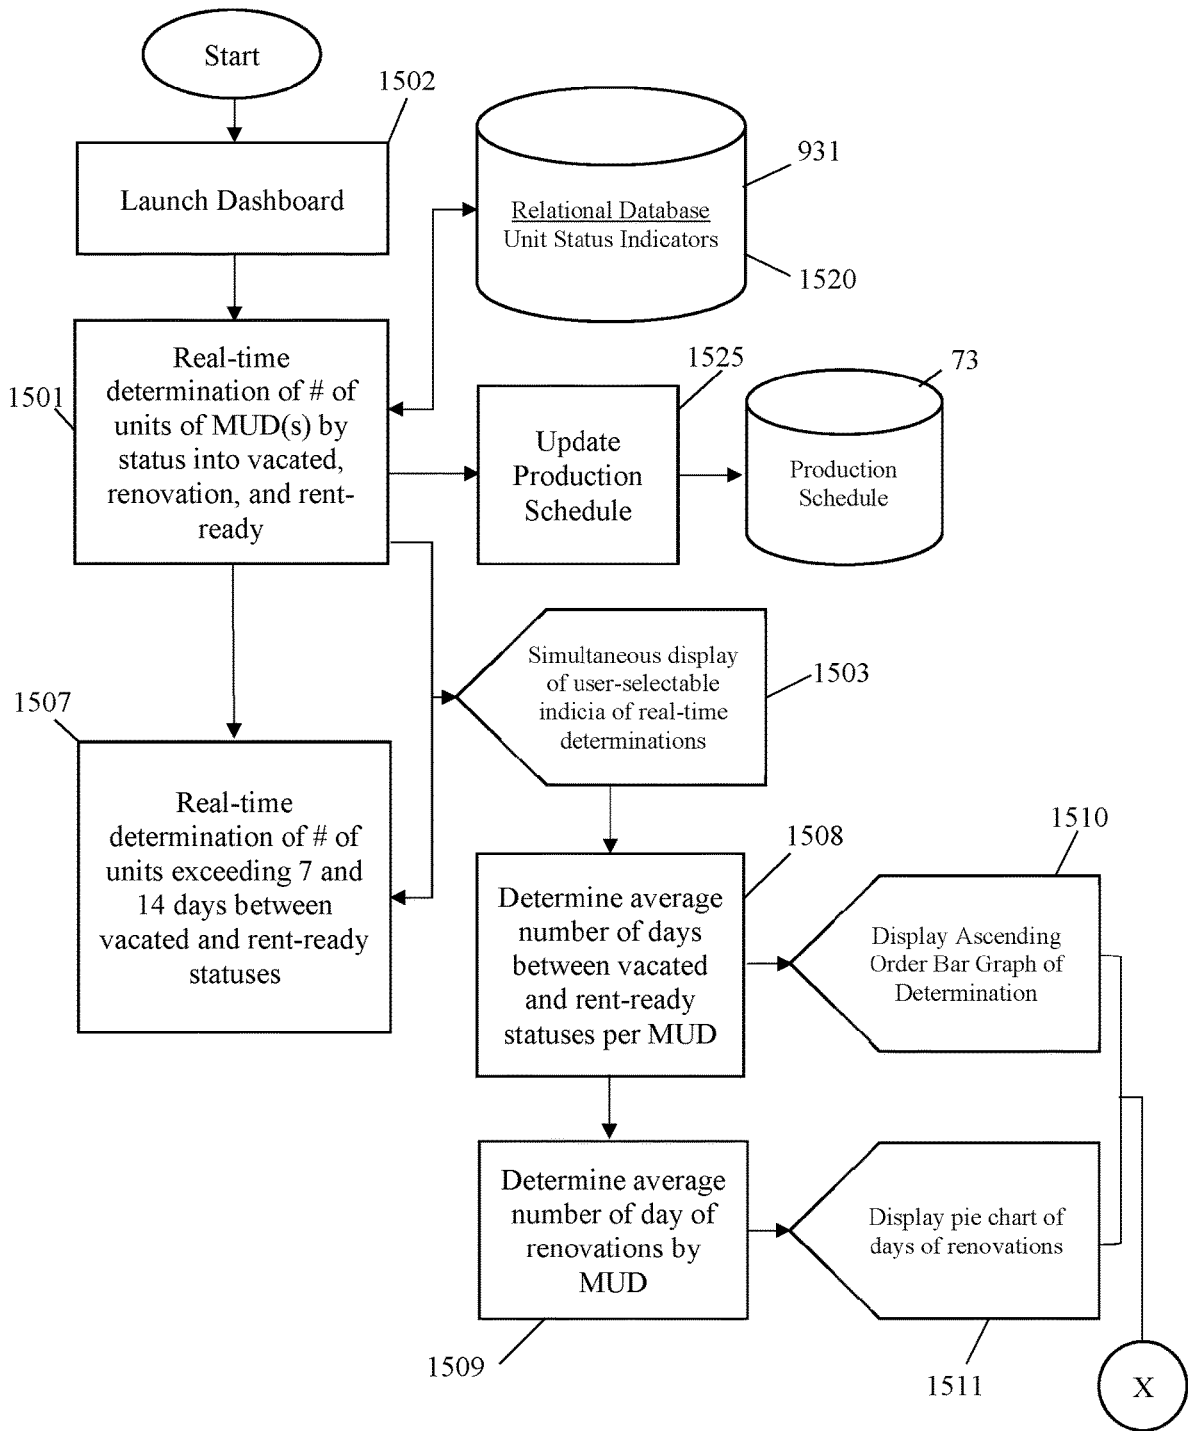 Start
1502
Launch Dashboard
931
Relational Database
Unit Status Indicators
1520
1501
Real-time
determination of # of
units of MUD(s) by
status into vacated,
renovation, and rent-
ready
1525
Update
Production
Schedule
73
Production
Schedule
Simultaneous display
of user-selectable
indicia of real-time
determinations
1503
1507
Real-time
determination of # of
units exceeding 7 and
14 days between
vacated and rent-ready
statuses
1508
Determine average
number of days
between vacated
and rent-ready
statuses per MUD
1510
Display Ascending
Order Bar Graph of
Determination
Determine average
number of day of
renovations by
MUD
1509
Display pie chart of
days of renovations
1511
X